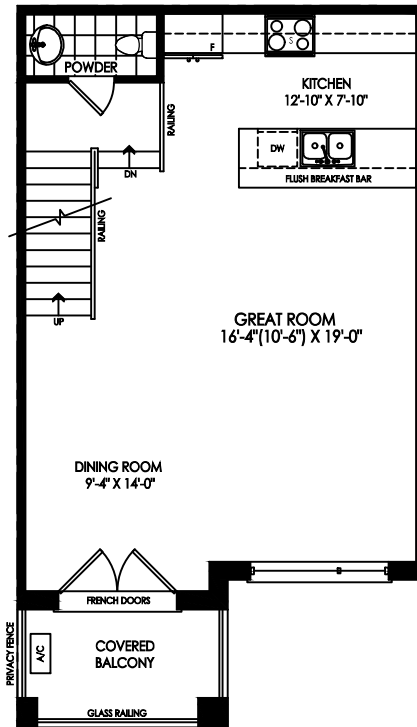 F
S
POWDER
KITCHEN
12'-10" X 7'-10"
RAILING
DW
DN
FLUSH BREAKFAST BAR
RAILING
UP
GREAT ROOM
16'-4"(10'-6") X 19'-0"
DINING ROOM
9'-4" X 14'-0"
FRENCH DOORS
PRIVACY FENCE
A/C
COVERED
BALCONY
GLASS RAILING